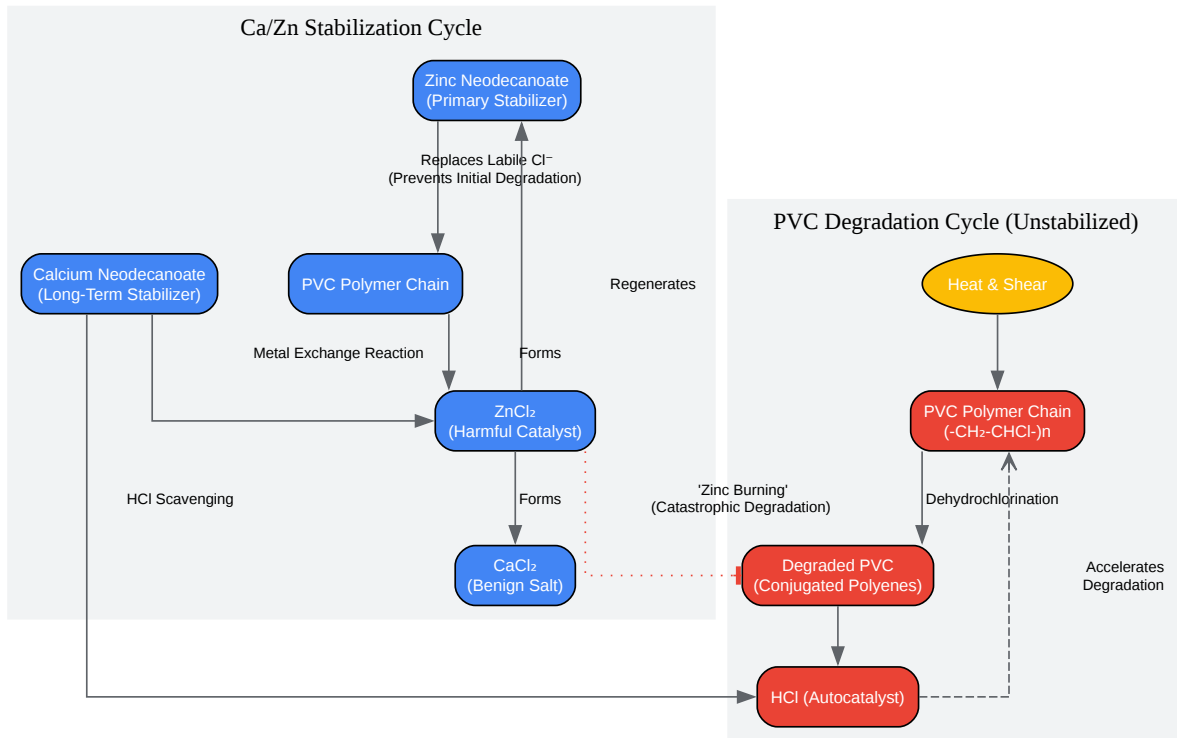 Ca/Zn Stabilization Cycle
Zinc Neodecanoate
(Primary Stabilizer)
Replaces Labile Cl⁻
(Prevents Initial Degradation)
PVC Degradation Cycle (Unstabilized)
Calcium Neodecanoate
(Long-Term Stabilizer)
PVC Polymer Chain
Regenerates
Heat & Shear
Metal Exchange Reaction
Forms
ZnCl₂
(Harmful Catalyst)
PVC Polymer Chain
(-CH₂-CHCl-)n
HCl Scavenging
Forms
'Zinc Burning'
(Catastrophic Degradation)
Dehydrochlorination
CaCl₂
(Benign Salt)
Degraded PVC
(Conjugated Polyenes)
Accelerates
Degradation
HCl (Autocatalyst)